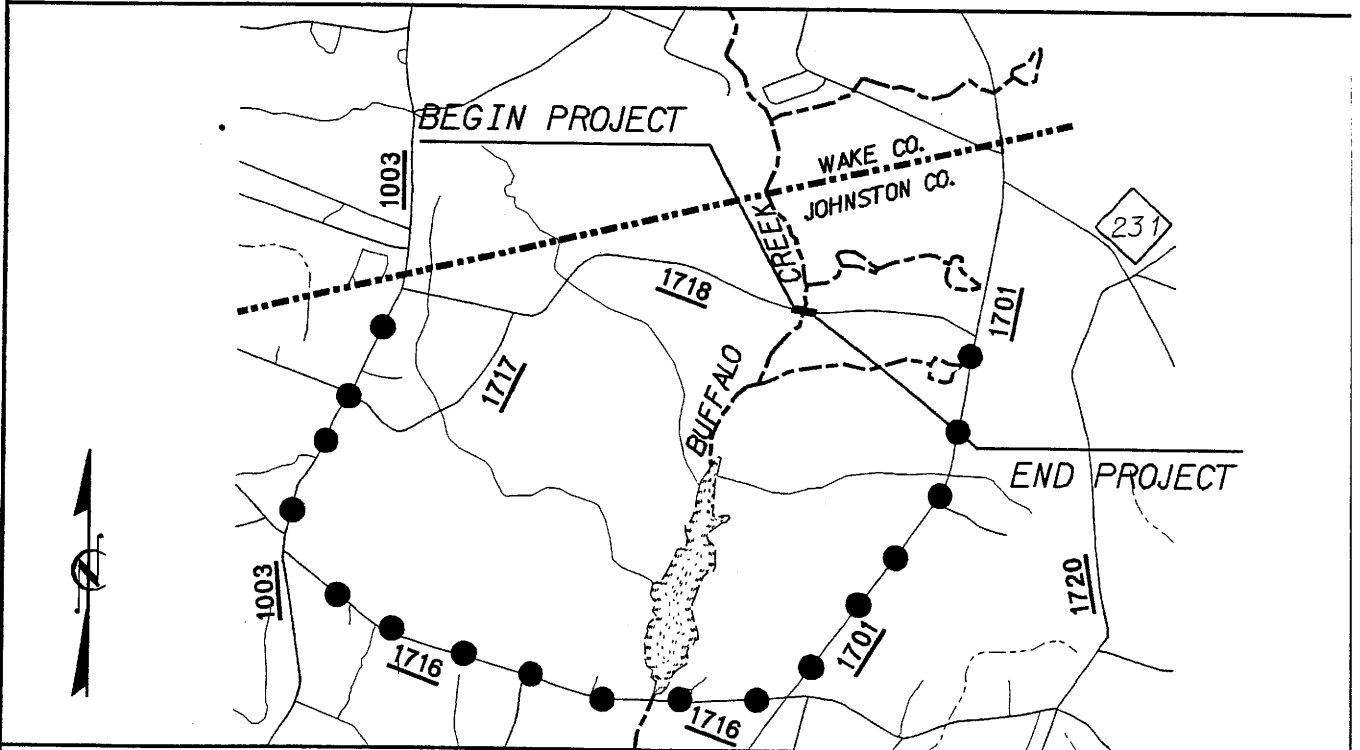 BEGIN PROJECT
1003
WAKE CO.
JOHNSTON CO.
231
CREEK
1718
1701
1717
BUFFALO
END PROJECT
1003
1720
1701
1716
1716